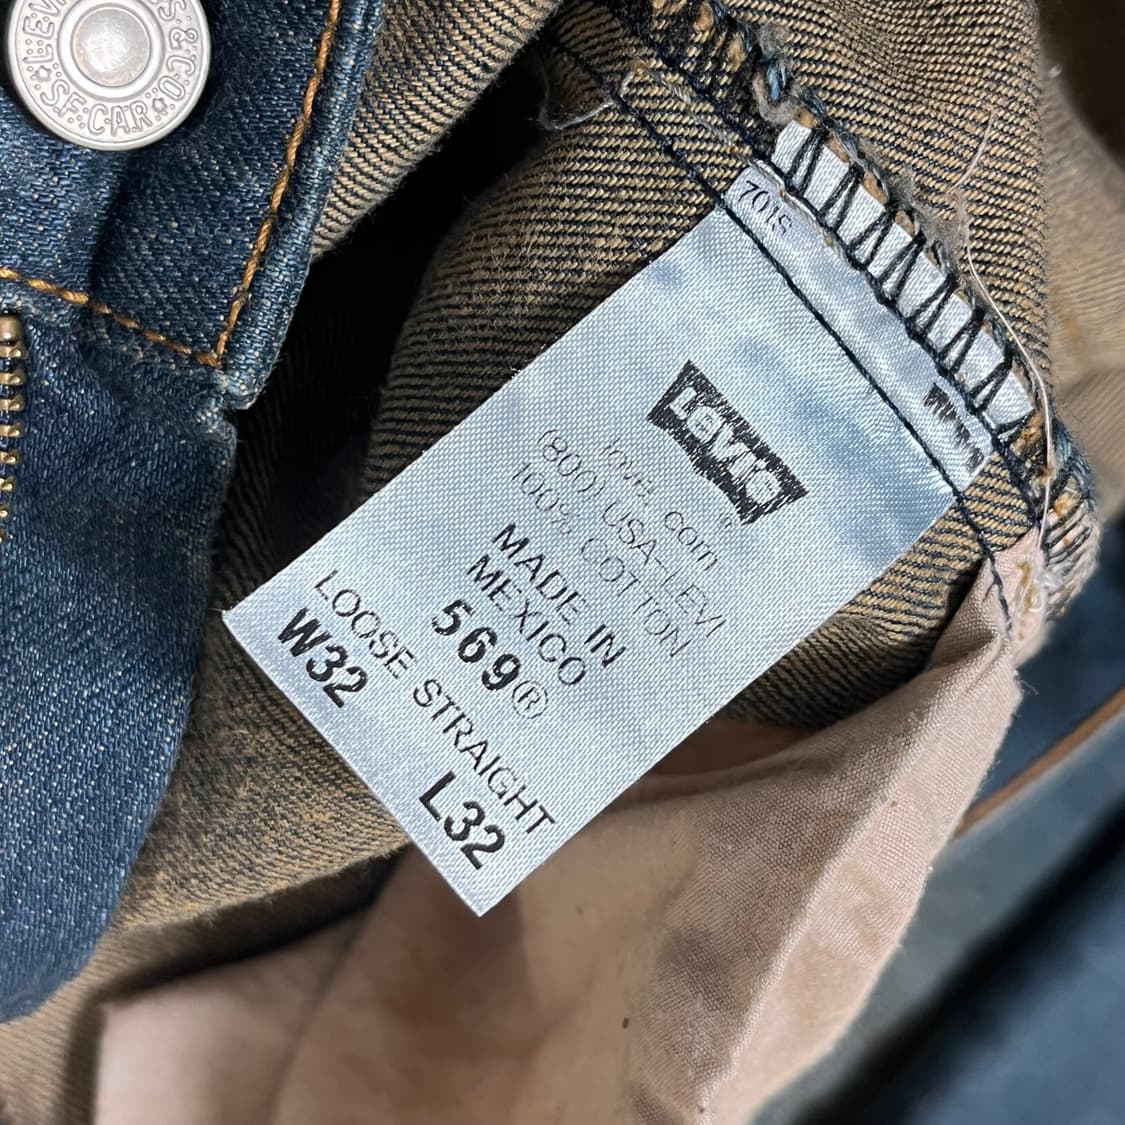 LEVI STRAUSS & CO. S.F. CAL.
7015
Levi's®
levi.com
(800) USA-LEVI
100% COTTON
MADE IN
MEXICO
569®
LOOSE STRAIGHT
W32 L32